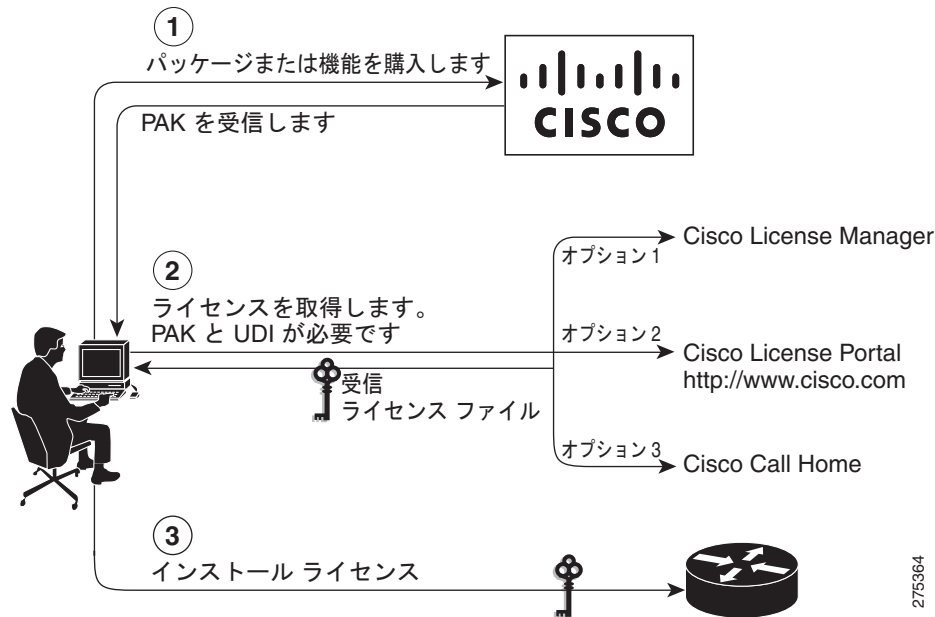 1
パッケージまたは機能を購入します
PAK を受信します
CISCO
2
ライセンスを取得します。
PAK と UDI が必要です
オプション 1
Cisco License Manager
オプション 2
Cisco License Portal
http://www.cisco.com
受信
ライセンス ファイル
オプション 3
Cisco Call Home
3
インストール ライセンス
275364